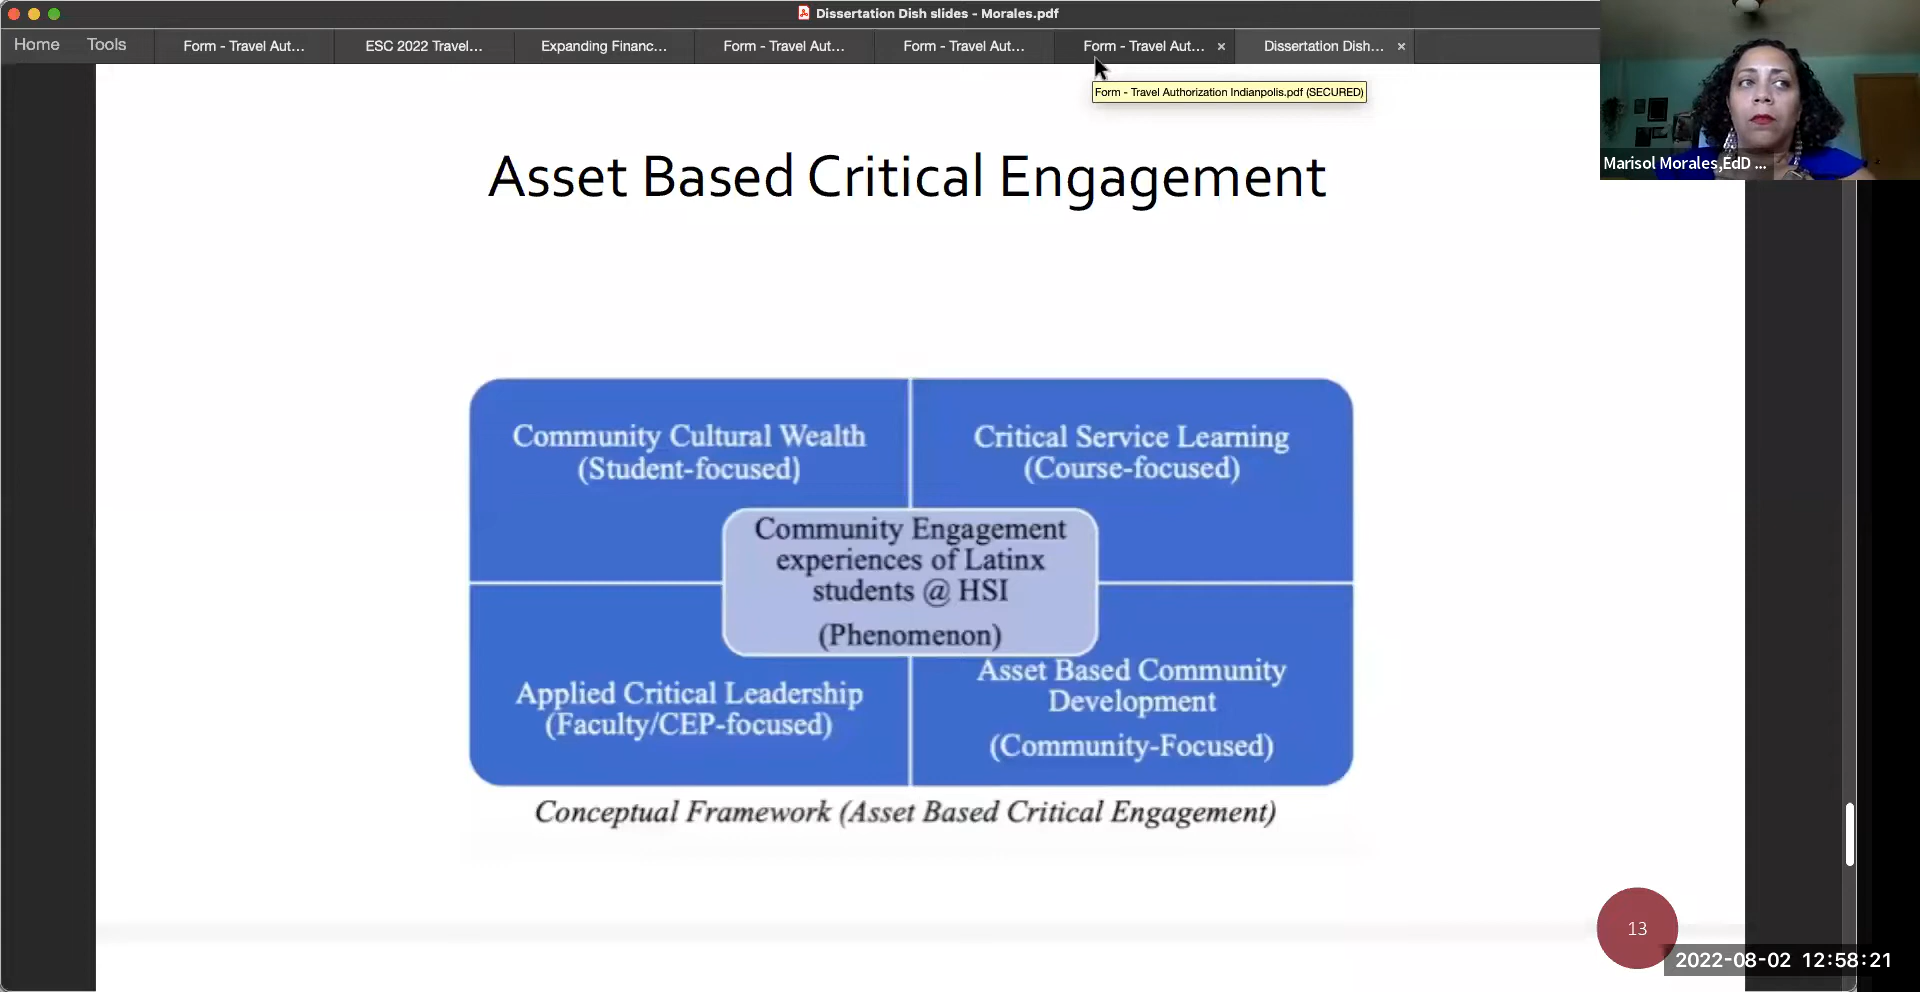 Dissertation Dish slides - Morales.pdf
Home Tools Form - Travel Aut... ESC 2022 Travel... Expanding Financ... Form - Travel Aut... Form - Travel Aut... Form - Travel Aut... × Dissertation Dish... ×
Form - Travel Authorization Indianpolis.pdf (SECURED)
Marisol Morales,EdD ...
Asset Based Critical Engagement
Community Cultural Wealth
(Student-focused)
Critical Service Learning
(Course-focused)
Community Engagement
experiences of Latinx
students @ HSI
(Phenomenon)
Applied Critical Leadership
(Faculty/CEP-focused)
Asset Based Community
Development
(Community-Focused)
Conceptual Framework (Asset Based Critical Engagement)
13
2022-08-02 12:58:21